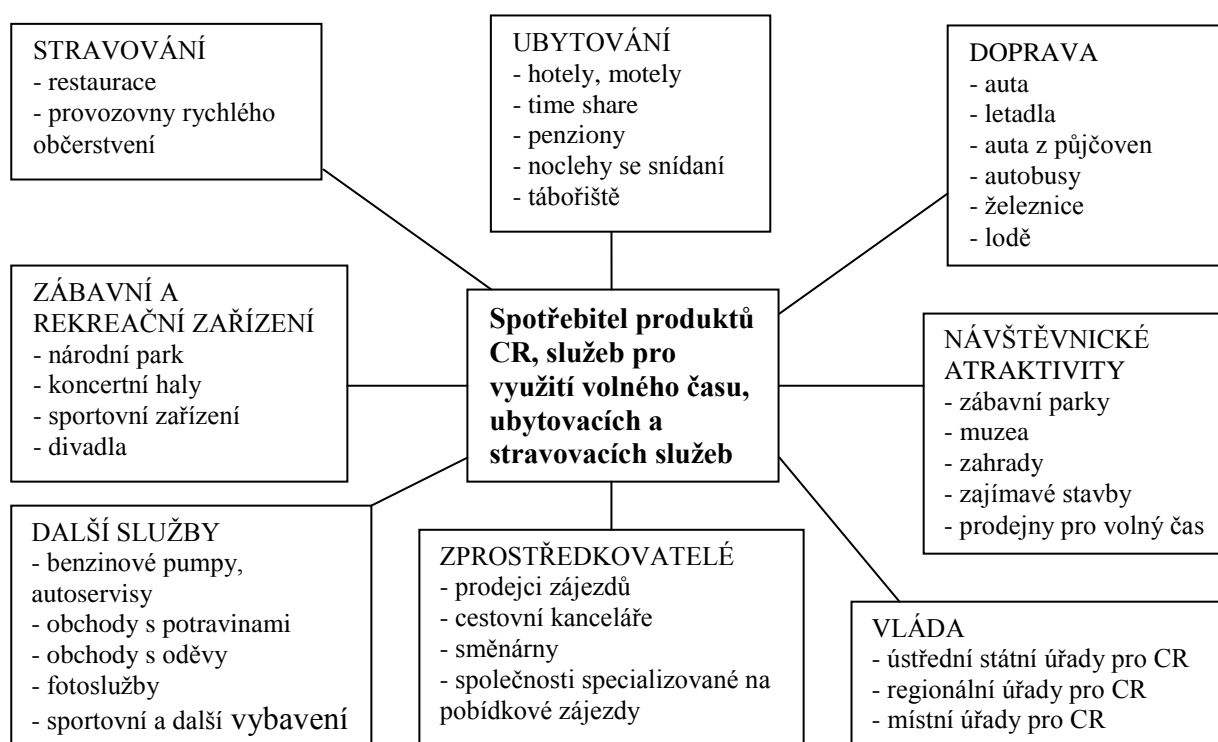 STRAVOVÁNÍ
- restaurace
- provozovny rychlého
občerstvení
UBYTOVÁNÍ
- hotely, motely
- time share
- penziony
- noclehy se snídaní
- tábořiště
DOPRAVA
- auta
- letadla
- auta z půjčoven
- autobusy
- železnice
- lodě
ZÁBAVNÍ A
REKREAČNÍ ZAŘÍZENÍ
- národní park
- koncertní haly
- sportovní zařízení
- divadla
Spotřebitel produktů
CR, služeb pro
využití volného času,
ubytovacích a
stravovacích služeb
NÁVŠTĚVNICKÉ
ATRAKTIVITY
- zábavní parky
- muzea
- zahrady
- zajímavé stavby
- prodejny pro volný čas
DALŠÍ SLUŽBY
- benzinové pumpy,
autoservisy
- obchody s potravinami
- obchody s oděvy
- fotoslužby
- sportovní a další vybavení
ZPROSTŘEDKOVATELÉ
- prodejci zájezdů
- cestovní kanceláře
- směnárny
- společnosti specializované na
pobídkové zájezdy
VLÁDA
- ústřední státní úřady pro CR
- regionální úřady pro CR
- místní úřady pro CR